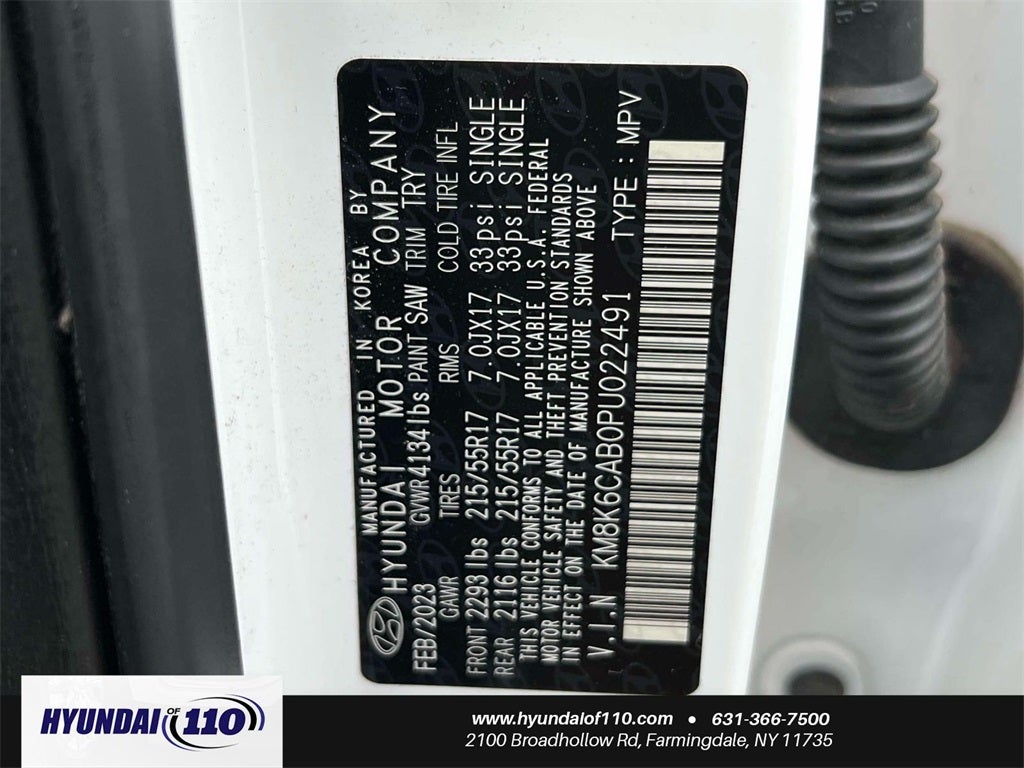 MANUFACTURED IN KOREA BY
HYUNDAI MOTOR COMPANY
FEB/2023 GVWR 4134 lbs PAINT SAW TRIM TRY
GAWR TIRES RIMS COLD TIRE INFL
FRONT 2293 lbs 215/55R17 7.0JX17 33psi SINGLE
REAR 2116 lbs 215/55R17 7.0JX17 33psi SINGLE
THIS VEHICLE CONFORMS TO ALL APPLICABLE U.S.A. FEDERAL
MOTOR VEHICLE SAFETY AND THEFT PREVENTION STANDARDS
IN EFFECT ON THE DATE OF MANUFACTURE SHOWN ABOVE
V.I.N KM8K6CAB0PU022491 TYPE : MPV
HYUNDAI OF 110
www.hyundaiof110.com • 631-366-7500
2100 Broadhollow Rd, Farmingdale, NY 11735